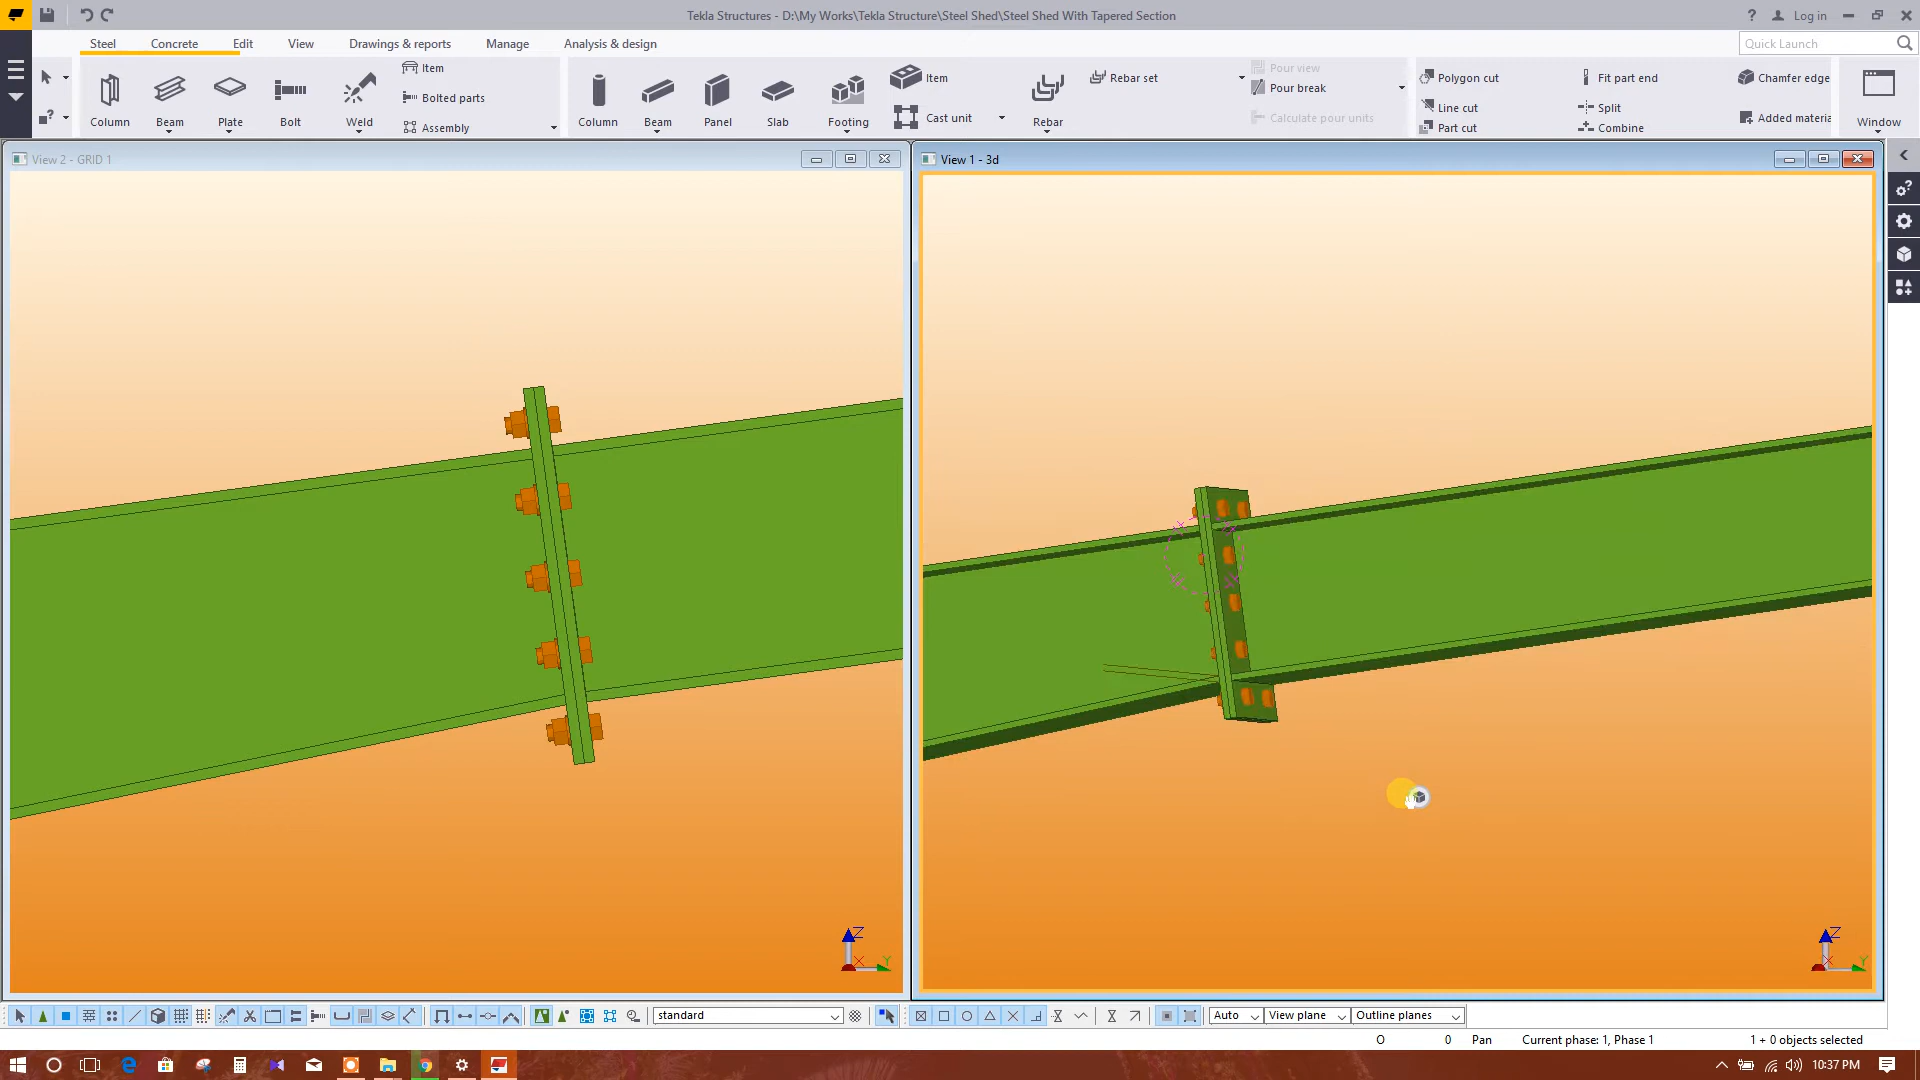 Tekla Structures - D:\My Works\Tekla Structure\Steel Shed\Steel Shed With Tapered Section
? Log in
Steel Concrete Edit View Drawings & reports Manage Analysis & design
Quick Launch
Column Beam Plate Bolt Weld
Item
Bolted parts
Assembly
Column Beam Panel Slab Footing
Item
Cast unit
Rebar
Rebar set
Pour view
Pour break
Calculate pour units
Polygon cut
Line cut
Part cut
Fit part end
Split
Combine
Chamfer edge
Added materia
Window
View 2 - GRID 1
View 1 - 3d
Z
X
Y
Z
X
Y
standard
Auto
View plane
Outline planes
O 0 Pan Current phase: 1, Phase 1 1 + 0 objects selected
10:37 PM